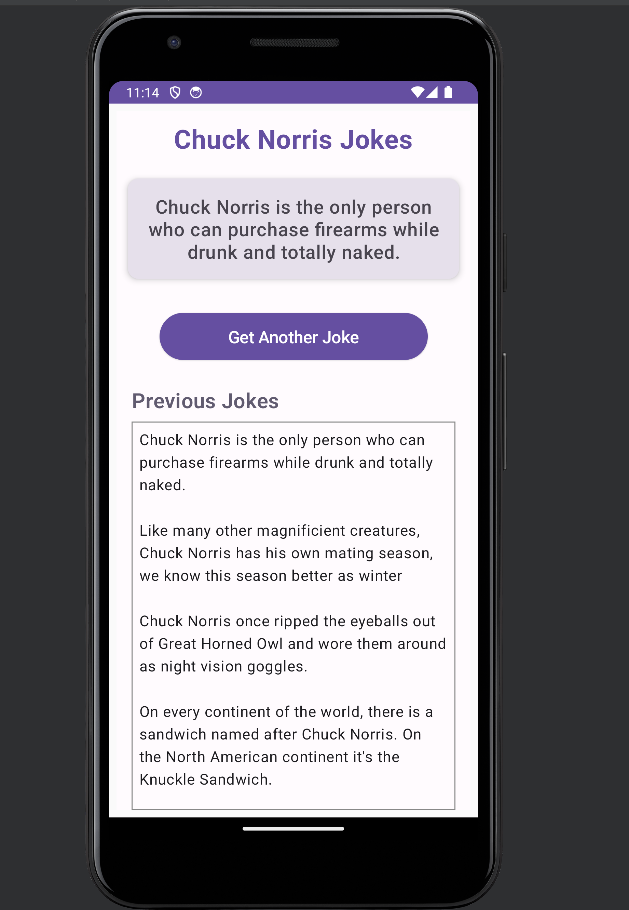 11:14
Chuck Norris Jokes
Chuck Norris is the only person
who can purchase firearms while
drunk and totally naked.
Get Another Joke
Previous Jokes
Chuck Norris is the only person who can
purchase firearms while drunk and totally
naked.
Like many other magnificient creatures,
Chuck Norris has his own mating season,
we know this season better as winter
Chuck Norris once ripped the eyeballs out
of Great Horned Owl and wore them around
as night vision goggles.
On every continent of the world, there is a
sandwich named after Chuck Norris. On
the North American continent it's the
Knuckle Sandwich.